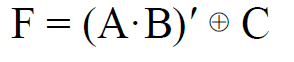 F = (A·B)′ ⊕ C